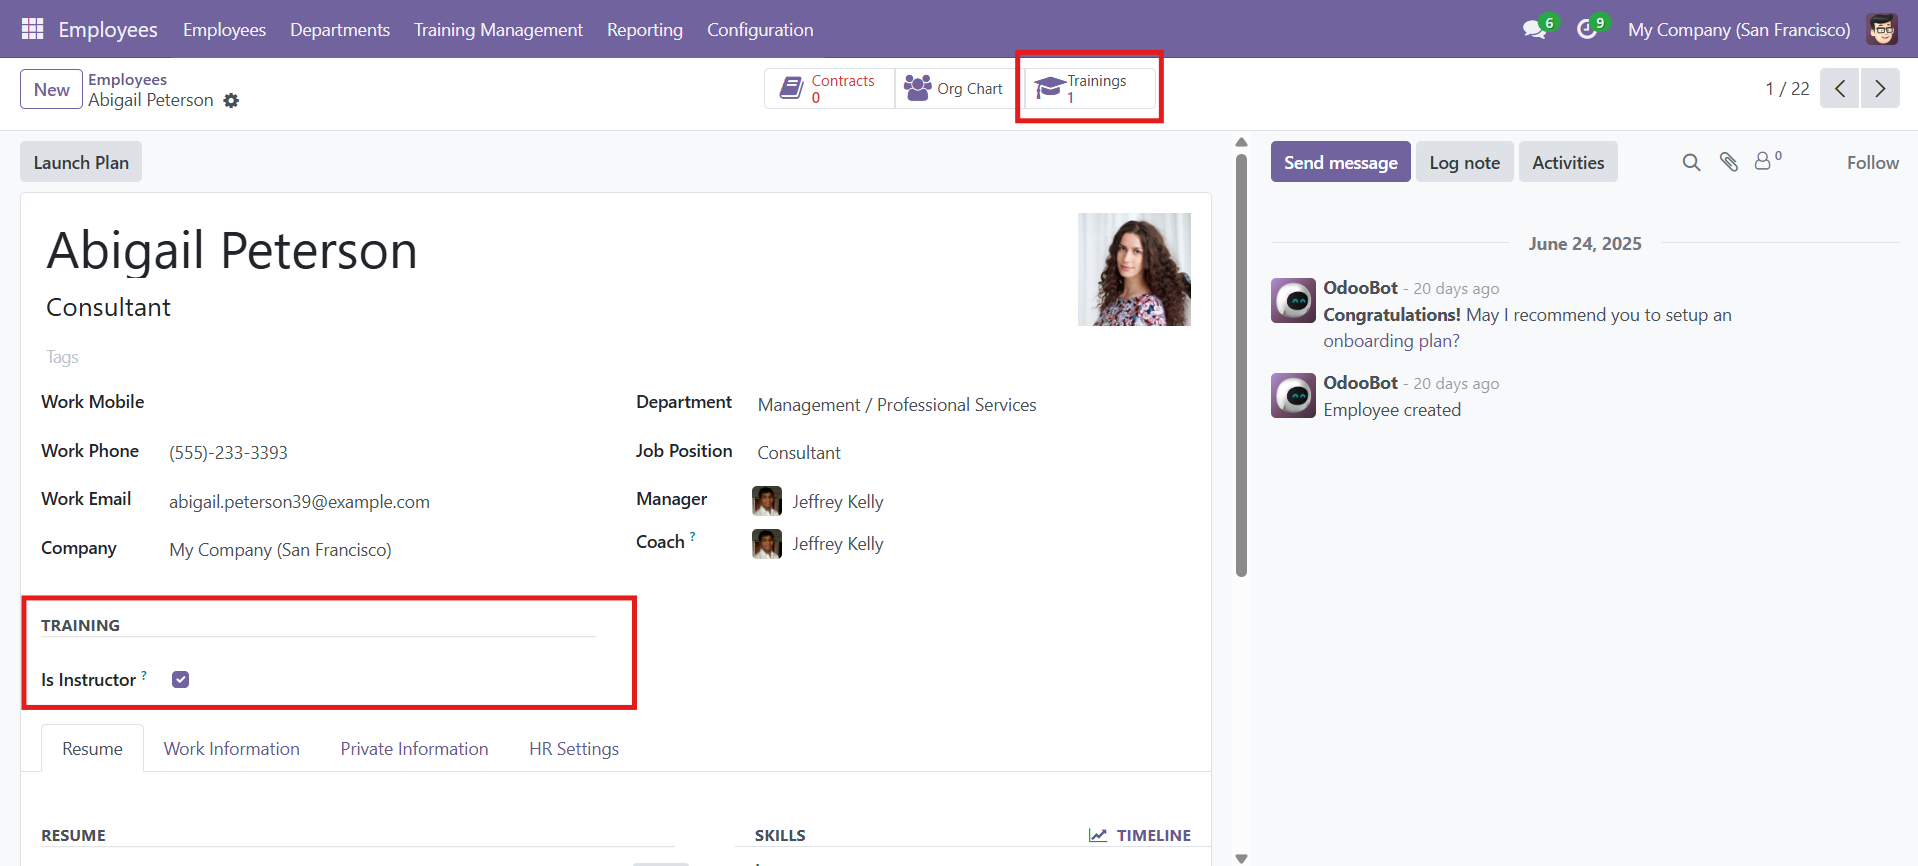 Employees Employees Departments Training Management Reporting Configuration 6 9 My Company (San Francisco)
New
Employees
Abigail Peterson
Contracts
0
Org Chart
Trainings
1
1 / 22
Launch Plan
Send message Log note Activities 0 Follow
Abigail Peterson
Consultant
Tags
Work Mobile
Work Phone (555)-233-3393
Work Email abigail.peterson39@example.com
Company My Company (San Francisco)
Department Management / Professional Services
Job Position Consultant
Manager Jeffrey Kelly
Coach ? Jeffrey Kelly
TRAINING
Is Instructor ?
Resume Work Information Private Information HR Settings
RESUME
SKILLS TIMELINE
June 24, 2025
OdooBot - 20 days ago
Congratulations! May I recommend you to setup an
onboarding plan?
OdooBot - 20 days ago
Employee created